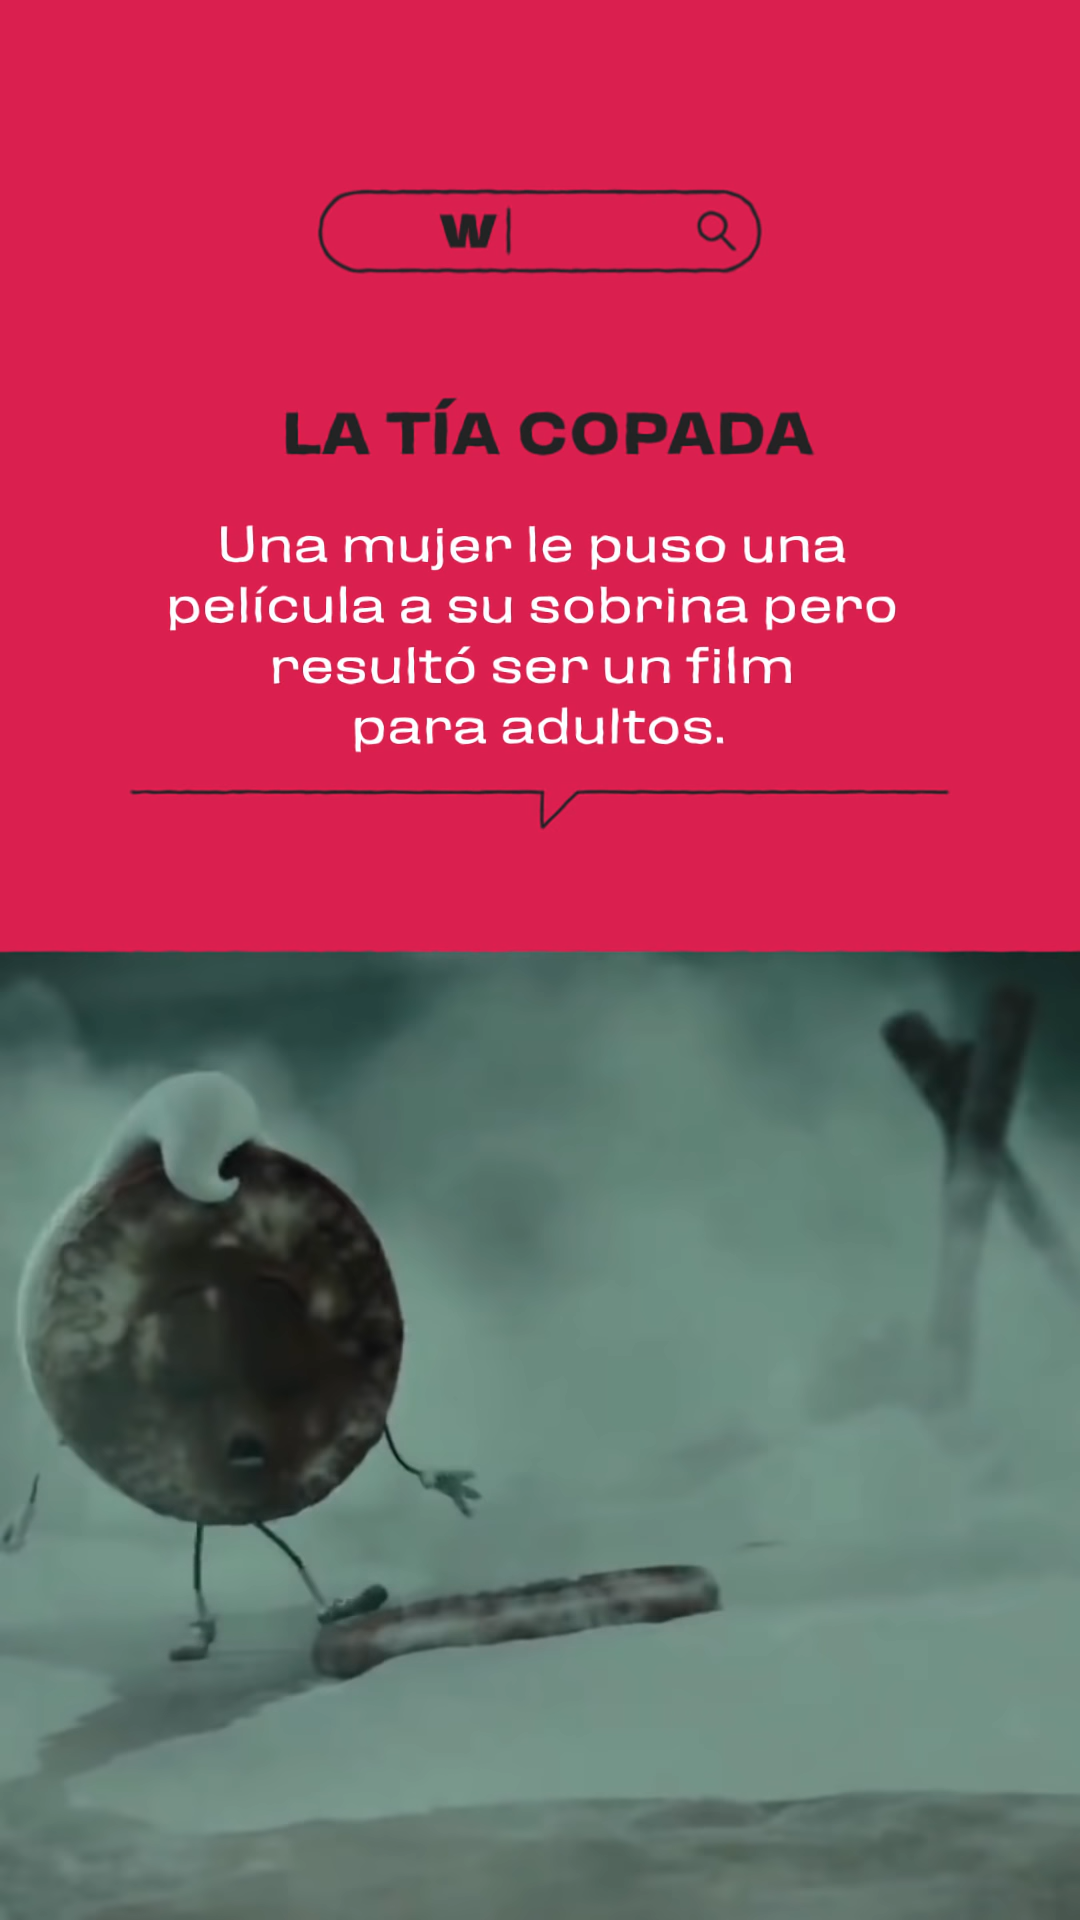 W
LA TÍA COPADA
Una mujer le puso una
película a su sobrina pero
resultó ser un film
para adultos.